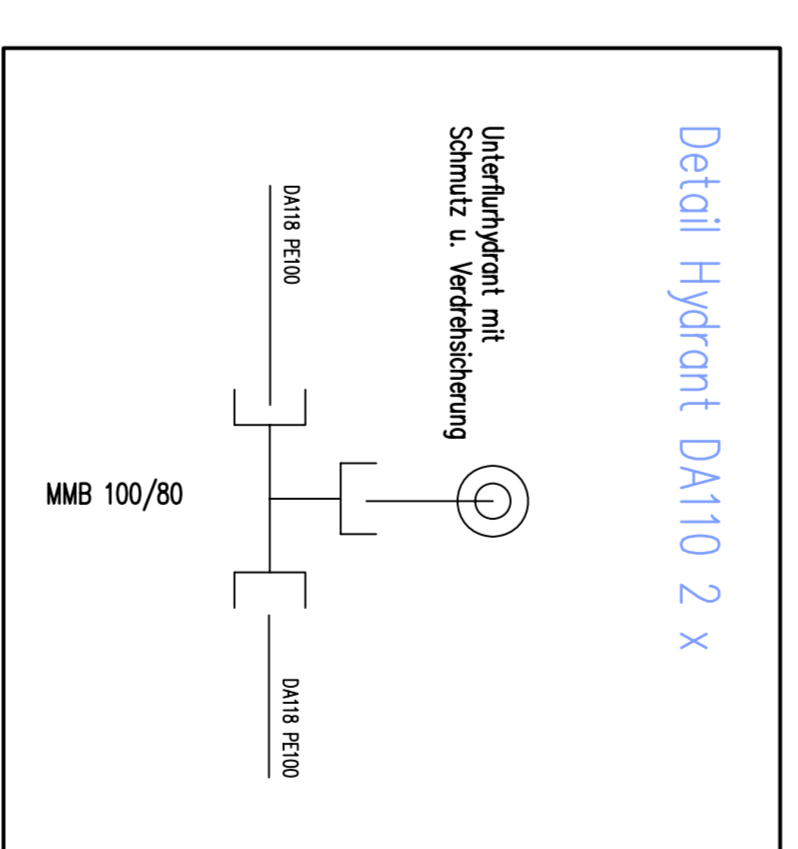 Detail Hydrant DA110 2 x
Unterflurhydrant mit
Schmutz u. Verdrehsicherung
DA118 PE100
DA118 PE100
MMB 100/80